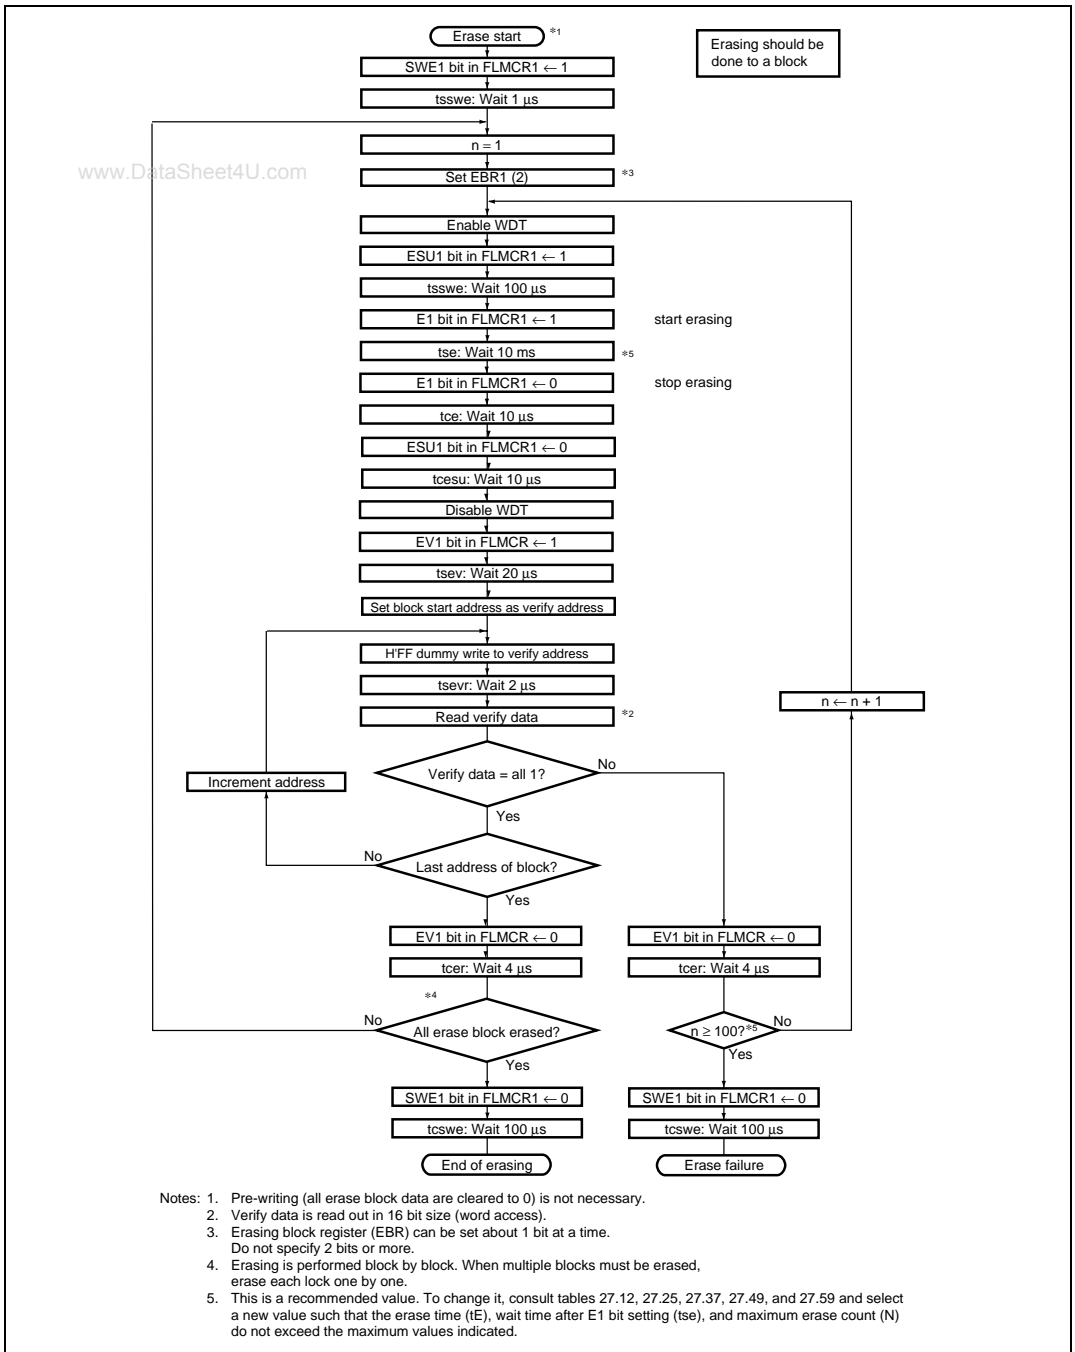 Erase start *1
Erasing should be
done to a block
SWE1 bit in FLMCR1 ← 1
tsswe: Wait 1 μs
n = 1
www.DataSheet4U.com
Set EBR1 (2) *3
Enable WDT
ESU1 bit in FLMCR1 ← 1
tsswe: Wait 100 μs
E1 bit in FLMCR1 ← 1 start erasing
tse: Wait 10 ms *5
E1 bit in FLMCR1 ← 0 stop erasing
tce: Wait 10 μs
ESU1 bit in FLMCR1 ← 0
tcesu: Wait 10 μs
Disable WDT
EV1 bit in FLMCR ← 1
tsev: Wait 20 μs
Set block start address as verify address
H'FF dummy write to verify address
tsevr: Wait 2 μs
n ← n + 1
Read verify data *2
Verify data = all 1?
No
Increment address
Yes
No
Last address of block?
Yes
EV1 bit in FLMCR ← 0
EV1 bit in FLMCR ← 0
tcer: Wait 4 μs
tcer: Wait 4 μs
*4
No
All erase block erased?
n ≥ 100?*5
No
Yes
Yes
SWE1 bit in FLMCR1 ← 0
SWE1 bit in FLMCR1 ← 0
tcswe: Wait 100 μs
tcswe: Wait 100 μs
End of erasing
Erase failure
Notes: 1. Pre-writing (all erase block data are cleared to 0) is not necessary.
2. Verify data is read out in 16 bit size (word access).
3. Erasing block register (EBR) can be set about 1 bit at a time.
Do not specify 2 bits or more.
4. Erasing is performed block by block. When multiple blocks must be erased,
erase each lock one by one.
5. This is a recommended value. To change it, consult tables 27.12, 27.25, 27.37, 27.49, and 27.59 and select
a new value such that the erase time (tE), wait time after E1 bit setting (tse), and maximum erase count (N)
do not exceed the maximum values indicated.